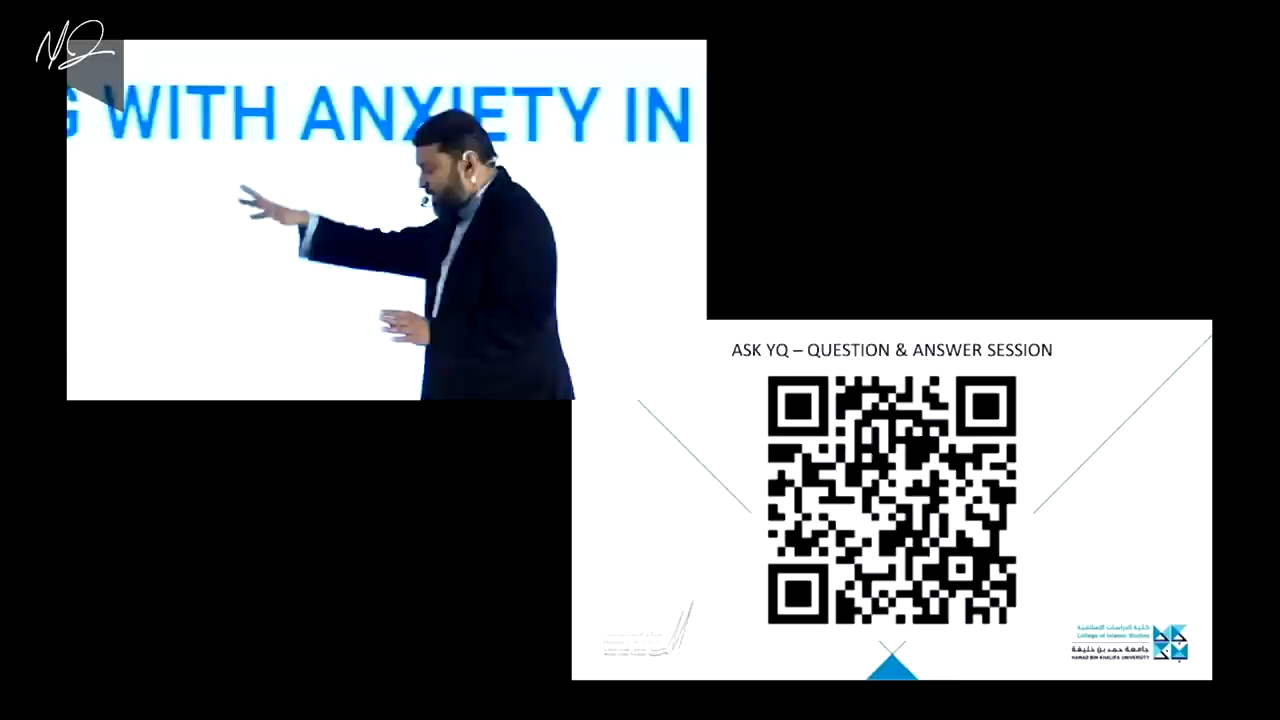 G WITH ANXIETY IN
ASK YQ – QUESTION & ANSWER SESSION
كلية الدراسات الإسلامية
College of Islamic Studies
جامعة حمد بن خليفة
HAMAD BIN KHALIFA UNIVERSITY